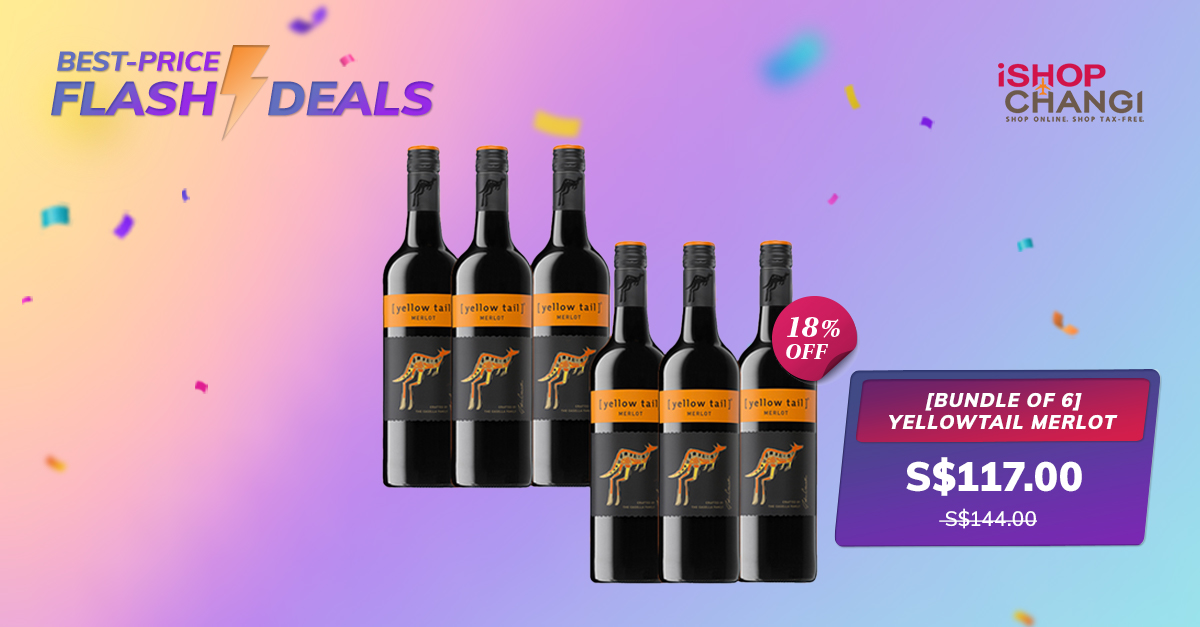 BEST-PRICE
FLASH DEALS
iSHOP
CHANGI
SHOP ONLINE. SHOP TAX-FREE.
[yellow tail]
MERLOT
[yellow tail]
MERLOT
[yellow tail]
MERLOT
[yellow tail]
MERLOT
[yellow tail]
MERLOT
[yellow tail]
MERLOT
18%
OFF
[BUNDLE OF 6]
YELLOWTAIL MERLOT
S$117.00
S$144.00